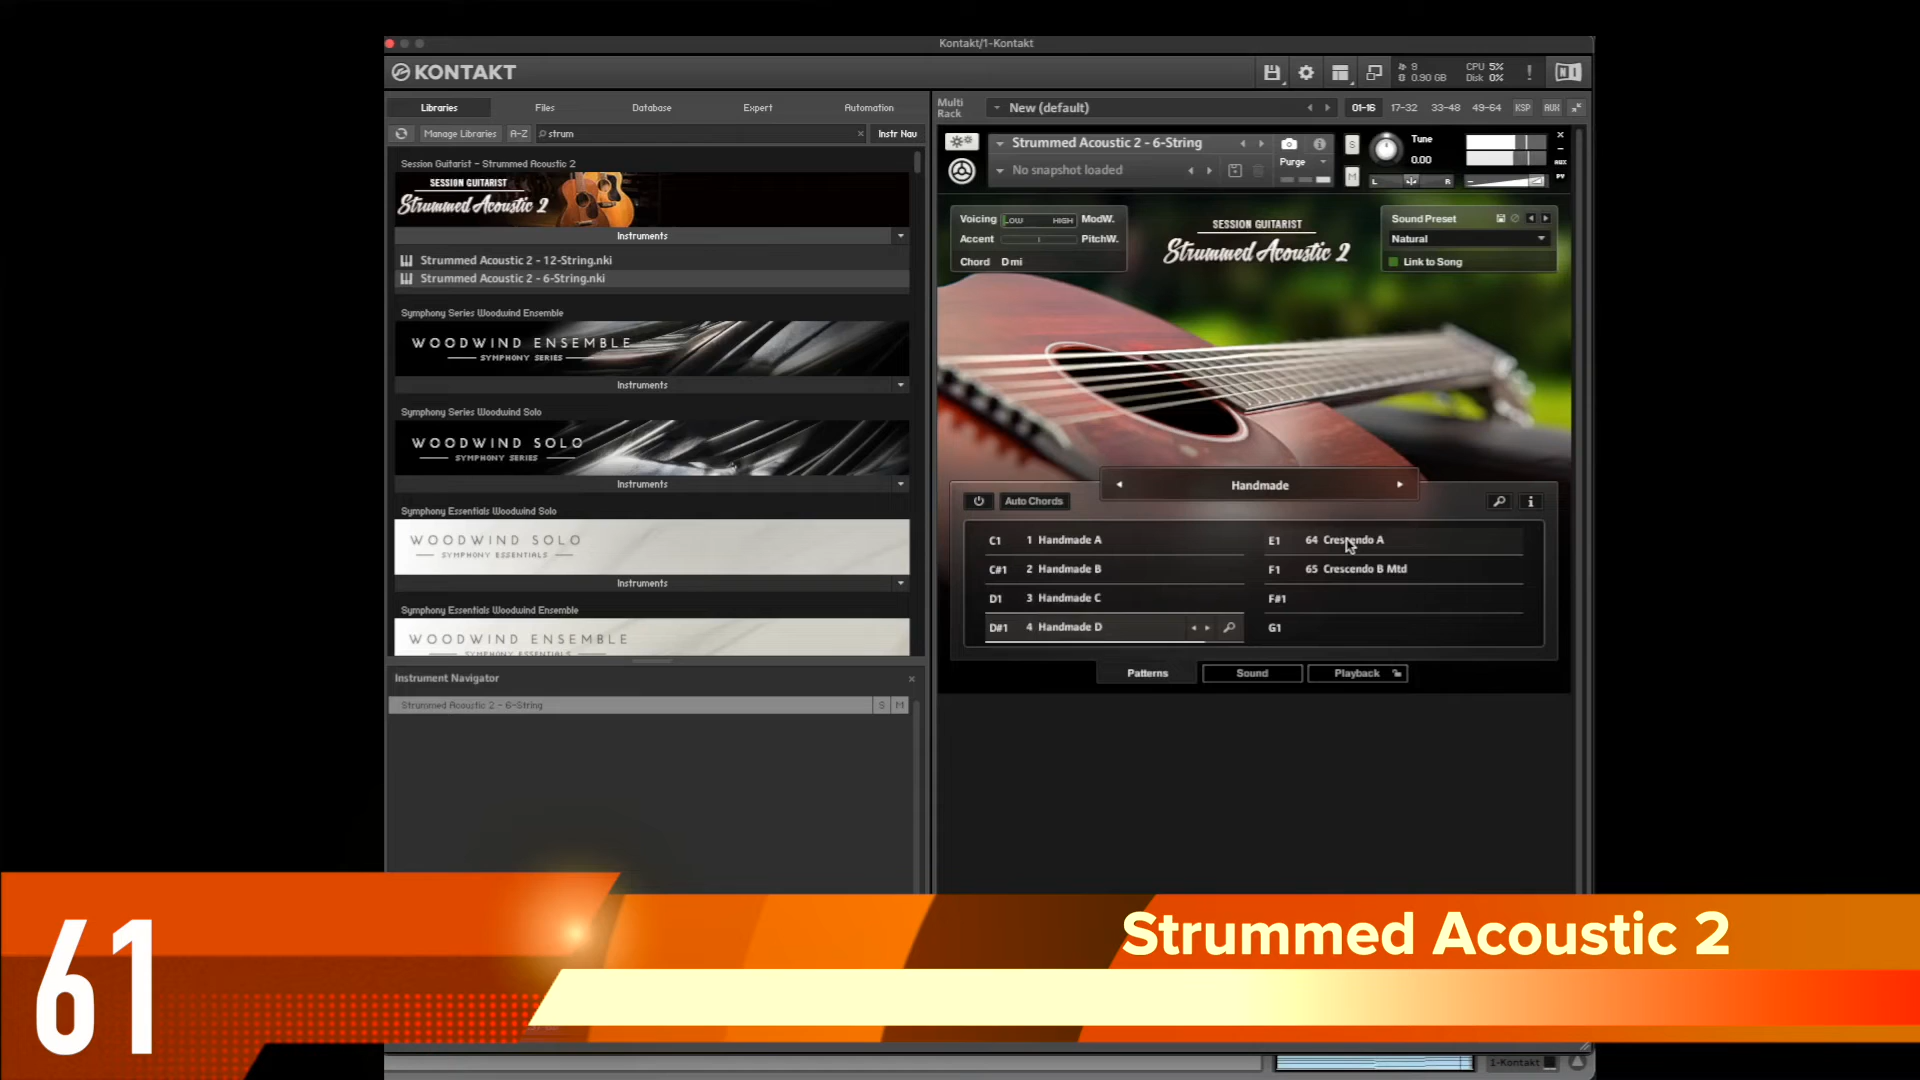 Kontakt/1-Kontakt
KONTAKT
9
0.90 GB
CPU 5%
Disk 0%
!
Libraries
Files
Database
Expert
Automation
Multi
Rack
New (default)
01-16
17-32
33-48
49-64
KSP
AUX
Manage Libraries
A-Z
strum
Instr Nav
Strummed Acoustic 2 - 6-String
S
Tune
0.00
No snapshot loaded
Purge
M
L
R
AUX
PV
Session Guitarist - Strummed Acoustic 2
SESSION GUITARIST
Strummed Acoustic 2
Instruments
Strummed Acoustic 2 - 12-String.nki
Strummed Acoustic 2 - 6-String.nki
Symphony Series Woodwind Ensemble
WOODWIND ENSEMBLE
SYMPHONY SERIES
Instruments
Symphony Series Woodwind Solo
WOODWIND SOLO
SYMPHONY SERIES
Instruments
Symphony Essentials Woodwind Solo
WOODWIND SOLO
SYMPHONY ESSENTIALS
Instruments
Symphony Essentials Woodwind Ensemble
WOODWIND ENSEMBLE
SYMPHONY ESSENTIALS
Instrument Navigator
Strummed Acoustic 2 - 6-String
S
M
Voicing LOW HIGH ModW.
Accent PitchW.
Chord D mi
SESSION GUITARIST
Strummed Acoustic 2
Sound Preset
Natural
Link to Song
Handmade
Auto Chords
C1 1 Handmade A
C#1 2 Handmade B
D1 3 Handmade C
D#1 4 Handmade D
E1 64 Crescendo A
F1 65 Crescendo B Mtd
F#1
G1
Patterns
Sound
Playback
61
Strummed Acoustic 2
1-Kontakt